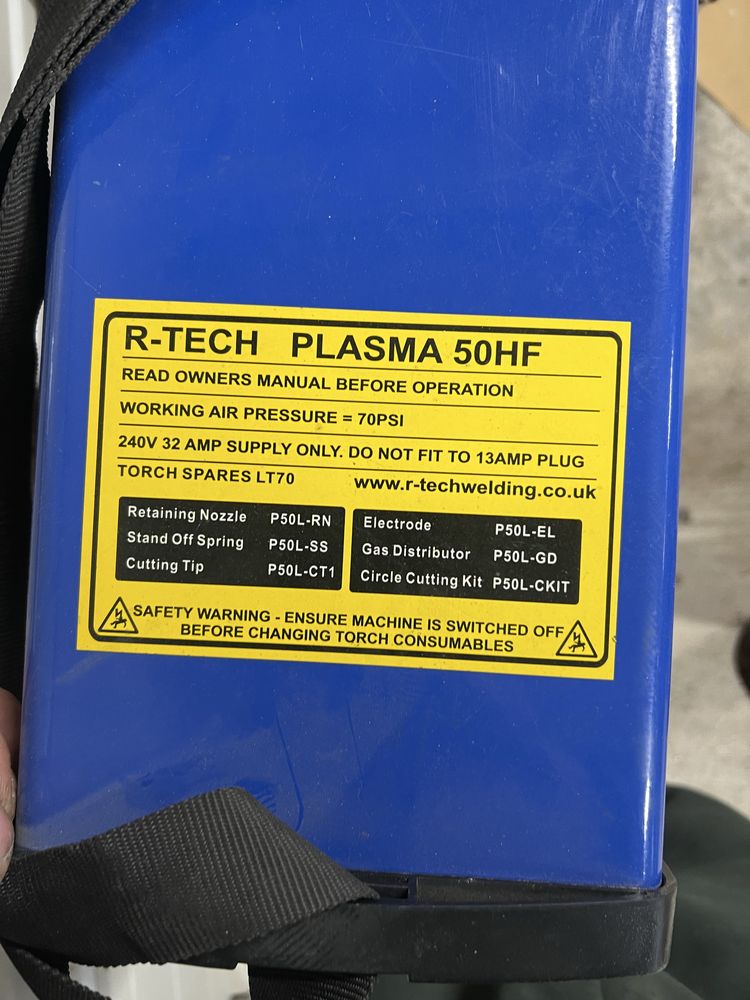 R-TECH PLASMA 50HF
READ OWNERS MANUAL BEFORE OPERATION
WORKING AIR PRESSURE = 70PSI
240V 32 AMP SUPPLY ONLY. DO NOT FIT TO 13AMP PLUG
TORCH SPARES LT70 www.r-techwelding.co.uk
Retaining Nozzle P50L-RN
Stand Off Spring P50L-SS
Cutting Tip P50L-CT1
Electrode P50L-EL
Gas Distributor P50L-GD
Circle Cutting Kit P50L-CKIT
SAFETY WARNING - ENSURE MACHINE IS SWITCHED OFF
BEFORE CHANGING TORCH CONSUMABLES